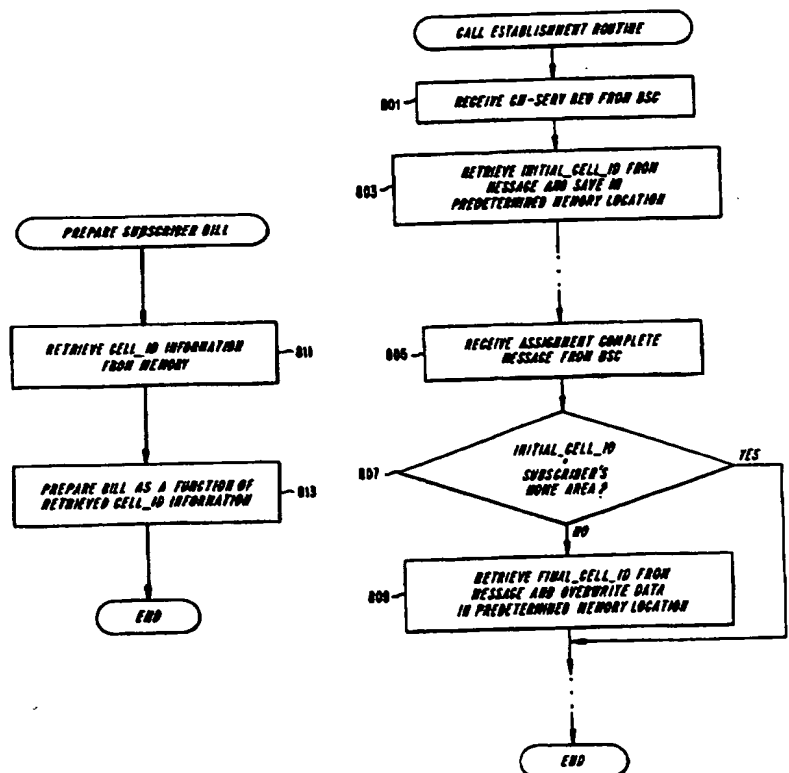 PREPARE SUBSCRIBER BILL
RETRIEVE CELL_ID INFORMATION
FROM MEMORY
811
PREPARE BILL AS A FUNCTION OF
RETRIEVED CELL_ID INFORMATION
813
END
CALL ESTABLISHMENT ROUTINE
801
RECEIVE CM-SERV REQ FROM BSC
803
RETRIEVE INITIAL_CELL_ID FROM
MESSAGE AND SAVE IN
PREDETERMINED MEMORY LOCATION
805
RECEIVE ASSIGNMENT COMPLETE
MESSAGE FROM BSC
807
INITIAL_CELL_ID
=
SUBSCRIBER'S
HOME AREA?
YES
NO
809
RETRIEVE FINAL_CELL_ID FROM
MESSAGE AND OVERWRITE DATA
IN PREDETERMINED MEMORY LOCATION
END